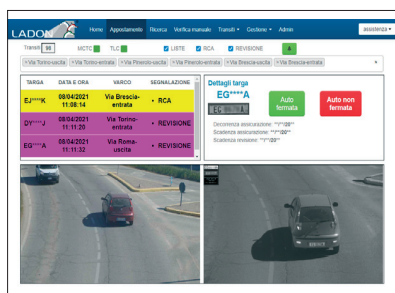 LADON
Home Appostamento Ricerca Verifica manuale Transiti Gestione Admin
assistenza
Transiti 98 MCTC TLC LISTE RCA REVISIONE
×Via Torino-uscita ×Via Torino-entrata ×Via Pinerolo-uscita ×Via Pinerolo-entrata ×Via Brescia-uscita ×Via Brescia-entrata
TARGA DATA E ORA VARCO SEGNALAZIONE
EJ****K 08/04/2021 11:08:14 Via Brescia-entrata • RCA
DY****J 08/04/2021 11:11:20 Via Torino-entrata • REVISIONE
EG****A 08/04/2021 11:11:32 Via Roma-uscita • REVISIONE
Dettagli targa
EG****A
Auto fermata
Auto non fermata
Decorrenza assicurazione: **/**/20**
Scadenza assicurazione: **/**/20**
Scadenza revisione: **/**/20**